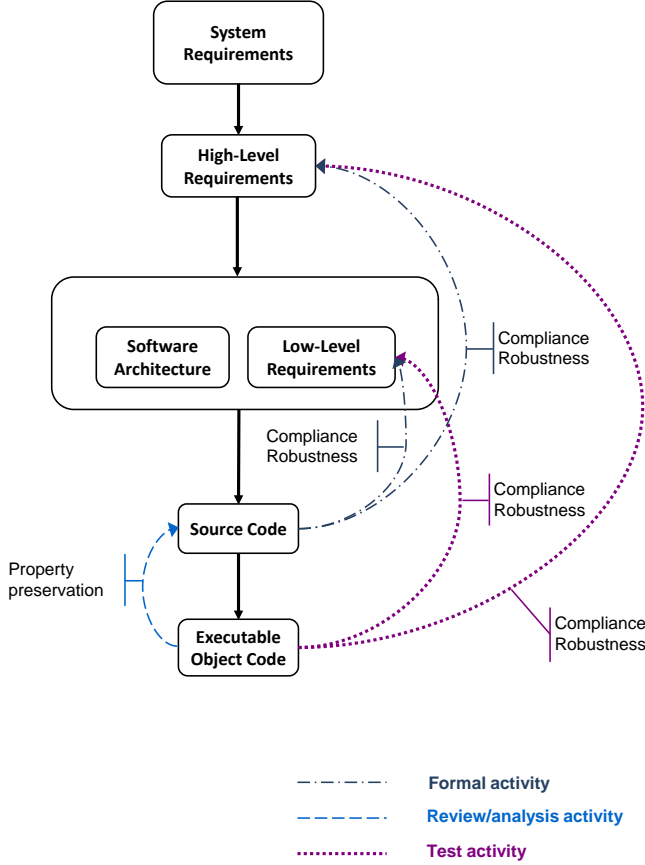 System
Requirements
High-Level
Requirements
Software
Architecture
Low-Level
Requirements
Compliance
Robustness
Compliance
Robustness
Compliance
Robustness
Source Code
Property
preservation
Executable
Object Code
Compliance
Robustness
Formal activity
Review/analysis activity
Test activity